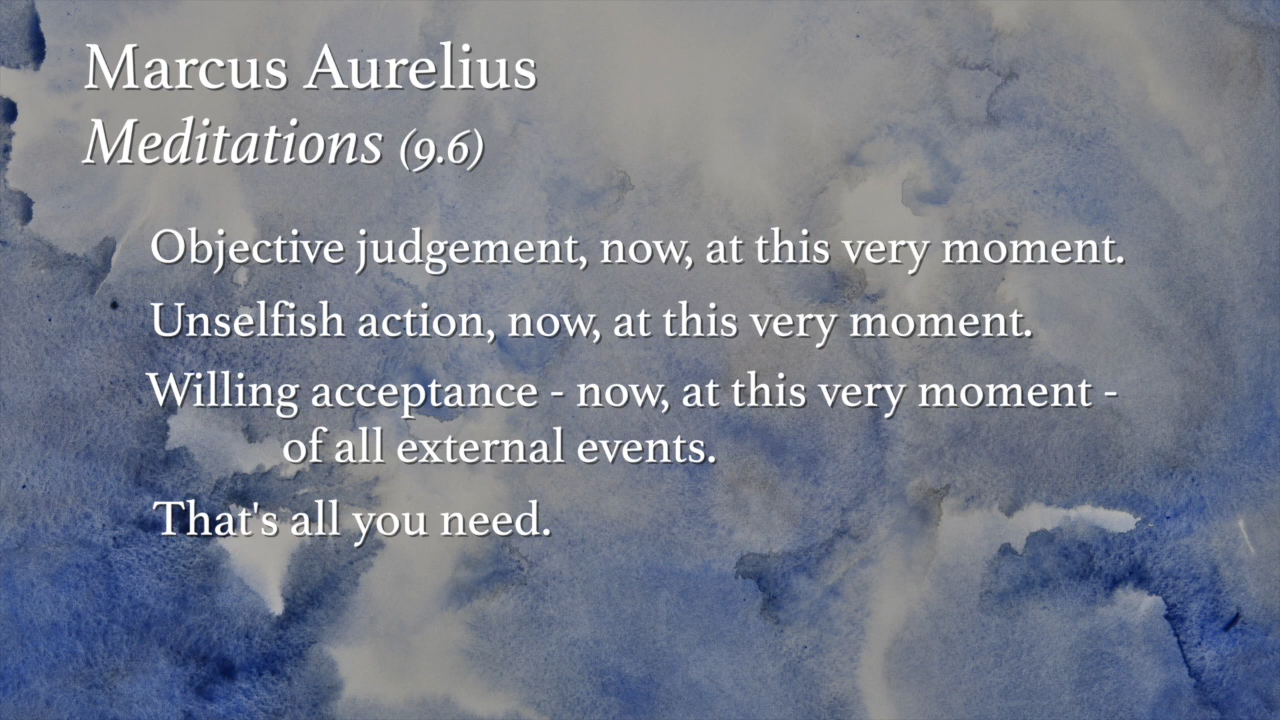 Marcus Aurelius
Meditations (9.6)
Objective judgement, now, at this very moment.
Unselfish action, now, at this very moment.
Willing acceptance - now, at this very moment -
of all external events.
That's all you need.